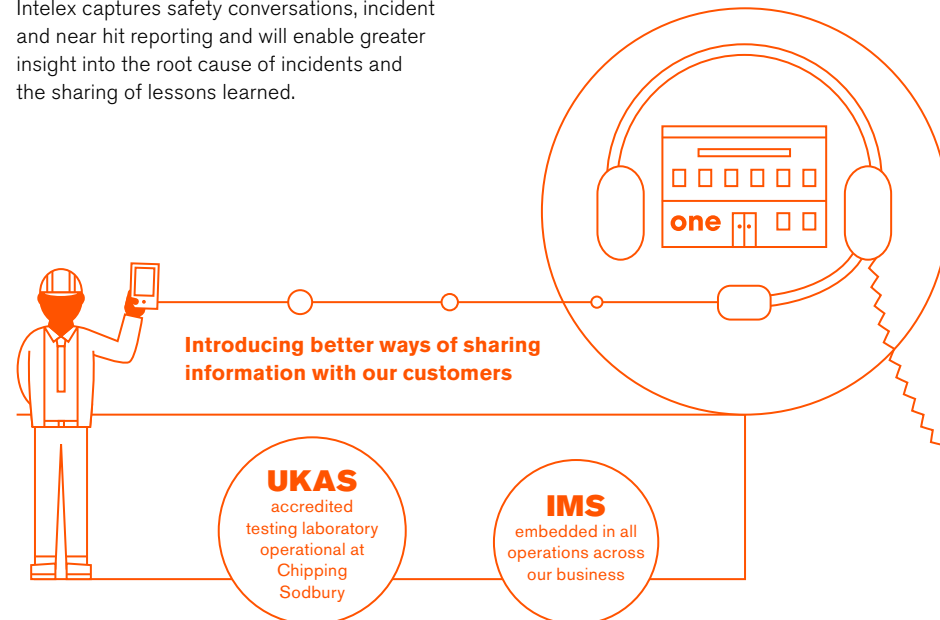 Intelex captures safety conversations, incident
and near hit reporting and will enable greater
insight into the root cause of incidents and
the sharing of lessons learned.
one
Introducing better ways of sharing
information with our customers
UKAS
accredited
testing laboratory
operational at
Chipping
Sodbury
IMS
embedded in all
operations across
our business